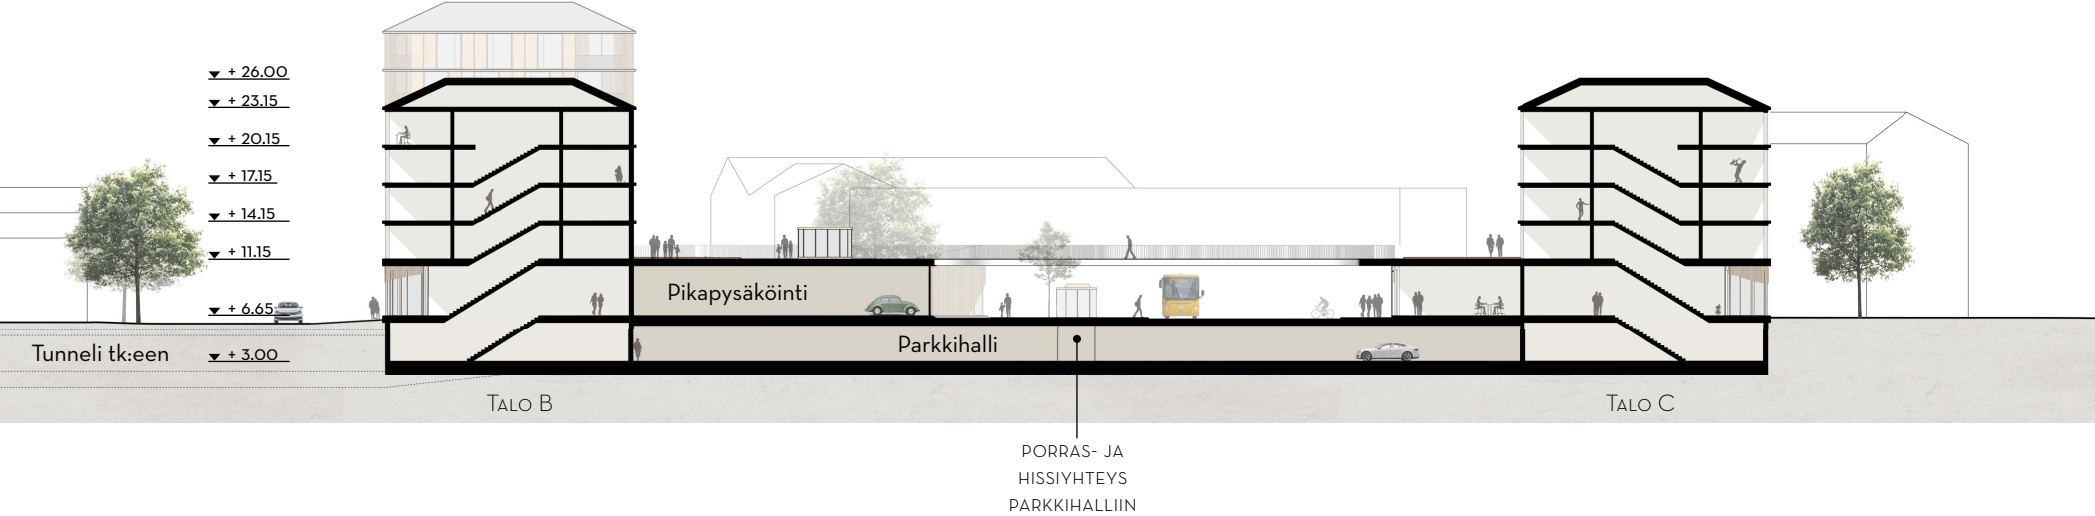 + 26.00
+ 23.15
+ 20.15
+ 17.15
+ 14.15
+ 11.15
+ 6.65
+ 3.00
Tunneli tk:een
Pikapysäköinti
Parkkihalli
TALO B
TALO C
PORRAS- JA
HISSIYHTEYS
PARKKIHALLIIN